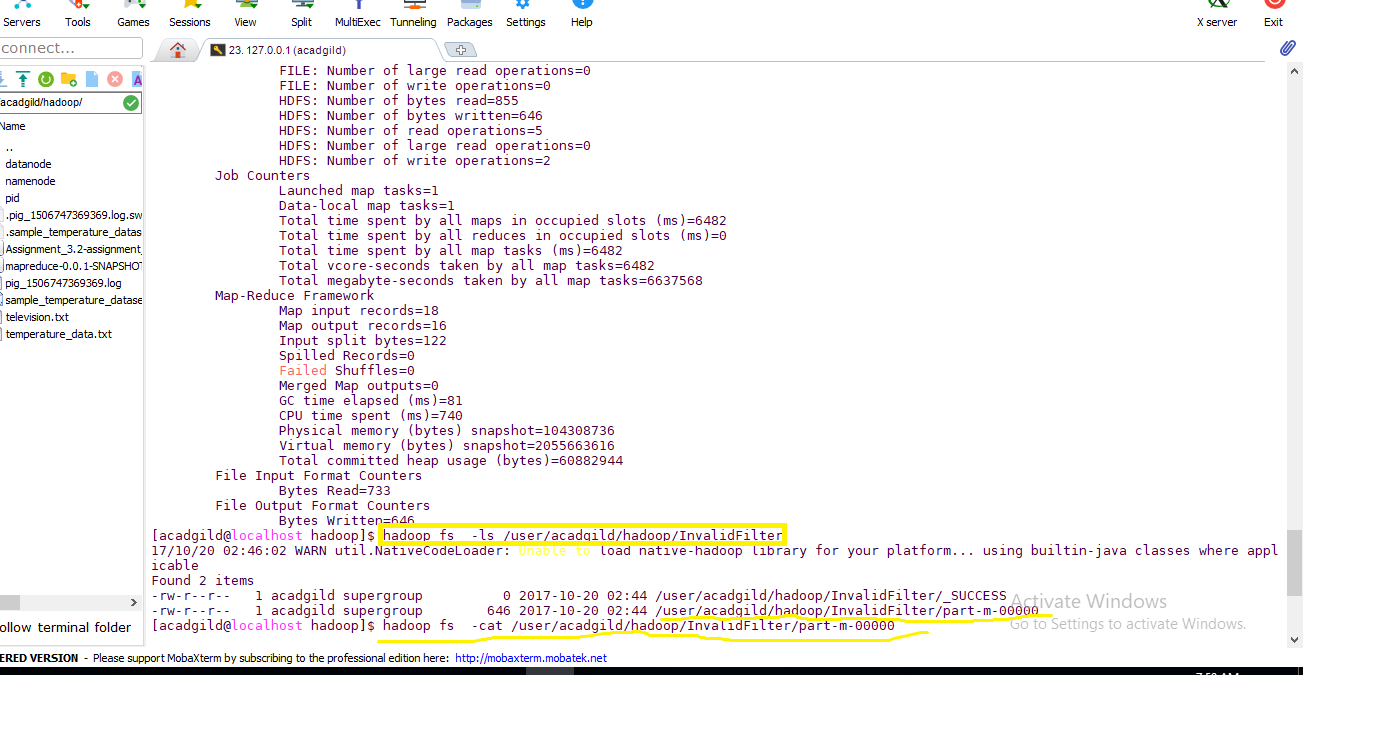 Servers Tools Games Sessions View Split MultiExec Tunneling Packages Settings Help X server Exit
connect...
23. 127.0.0.1 (acadgild)
acadgild/hadoop/
Name
..
datanode
namenode
pid
.pig_1506747369369.log.sw
.sample_temperature_datas
Assignment_3.2-assignment_
mapreduce-0.0.1-SNAPSHOT
pig_1506747369369.log
sample_temperature_datase
television.txt
temperature_data.txt
ollow terminal folder
FILE: Number of large read operations=0
FILE: Number of write operations=0
HDFS: Number of bytes read=855
HDFS: Number of bytes written=646
HDFS: Number of read operations=5
HDFS: Number of large read operations=0
HDFS: Number of write operations=2
Job Counters
Launched map tasks=1
Data-local map tasks=1
Total time spent by all maps in occupied slots (ms)=6482
Total time spent by all reduces in occupied slots (ms)=0
Total time spent by all map tasks (ms)=6482
Total vcore-seconds taken by all map tasks=6482
Total megabyte-seconds taken by all map tasks=6637568
Map-Reduce Framework
Map input records=18
Map output records=16
Input split bytes=122
Spilled Records=0
Failed Shuffles=0
Merged Map outputs=0
GC time elapsed (ms)=81
CPU time spent (ms)=740
Physical memory (bytes) snapshot=104308736
Virtual memory (bytes) snapshot=2055663616
Total committed heap usage (bytes)=60882944
File Input Format Counters
Bytes Read=733
File Output Format Counters
Bytes Written=646
[acadgild@localhost hadoop]$ hadoop fs  -ls /user/acadgild/hadoop/InvalidFilter
17/10/20 02:46:02 WARN util.NativeCodeLoader: Unable to load native-hadoop library for your platform... using builtin-java classes where appl
icable
Found 2 items
-rw-r--r--   1 acadgild supergroup          0 2017-10-20 02:44 /user/acadgild/hadoop/InvalidFilter/_SUCCESS
-rw-r--r--   1 acadgild supergroup        646 2017-10-20 02:44 /user/acadgild/hadoop/InvalidFilter/part-m-00000
[acadgild@localhost hadoop]$ hadoop fs  -cat /user/acadgild/hadoop/InvalidFilter/part-m-00000
Activate Windows
Go to Settings to activate Windows.
ERED VERSION - Please support MobaXterm by subscribing to the professional edition here: http://mobaxterm.mobatek.net